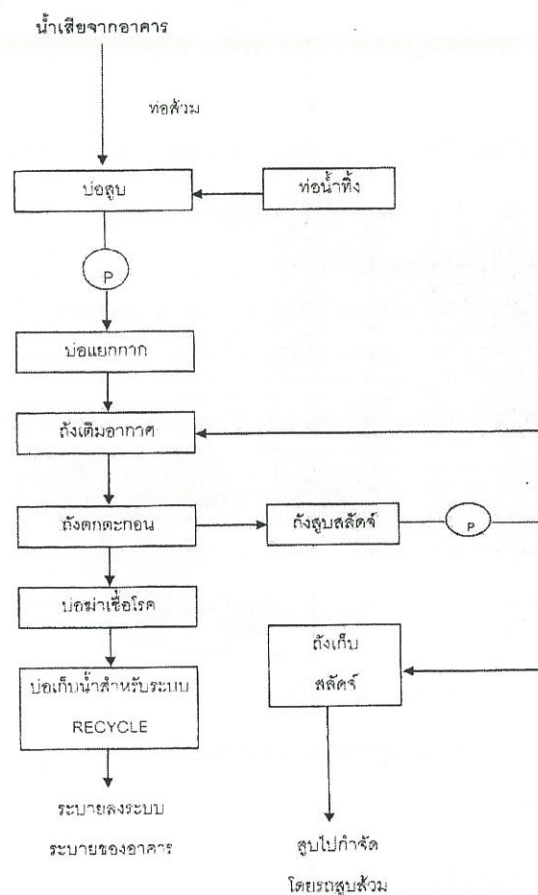 น้ำเสียจากอาคาร
ท่อส้วม
บ่อสูบ
ท่อน้ำทิ้ง
P
บ่อแยกกาก
ถังเติมอากาศ
ถังตกตะกอน
ถังสูบสลัดจ์
P
บ่อฆ่าเชื้อโรค
ถังเก็บ
สลัดจ์
บ่อเก็บน้ำสำหรับระบบ
RECYCLE
ระบายลงระบบ
ระบายของอาคาร
สูบไปกำจัด
โดยรถสูบส้วม